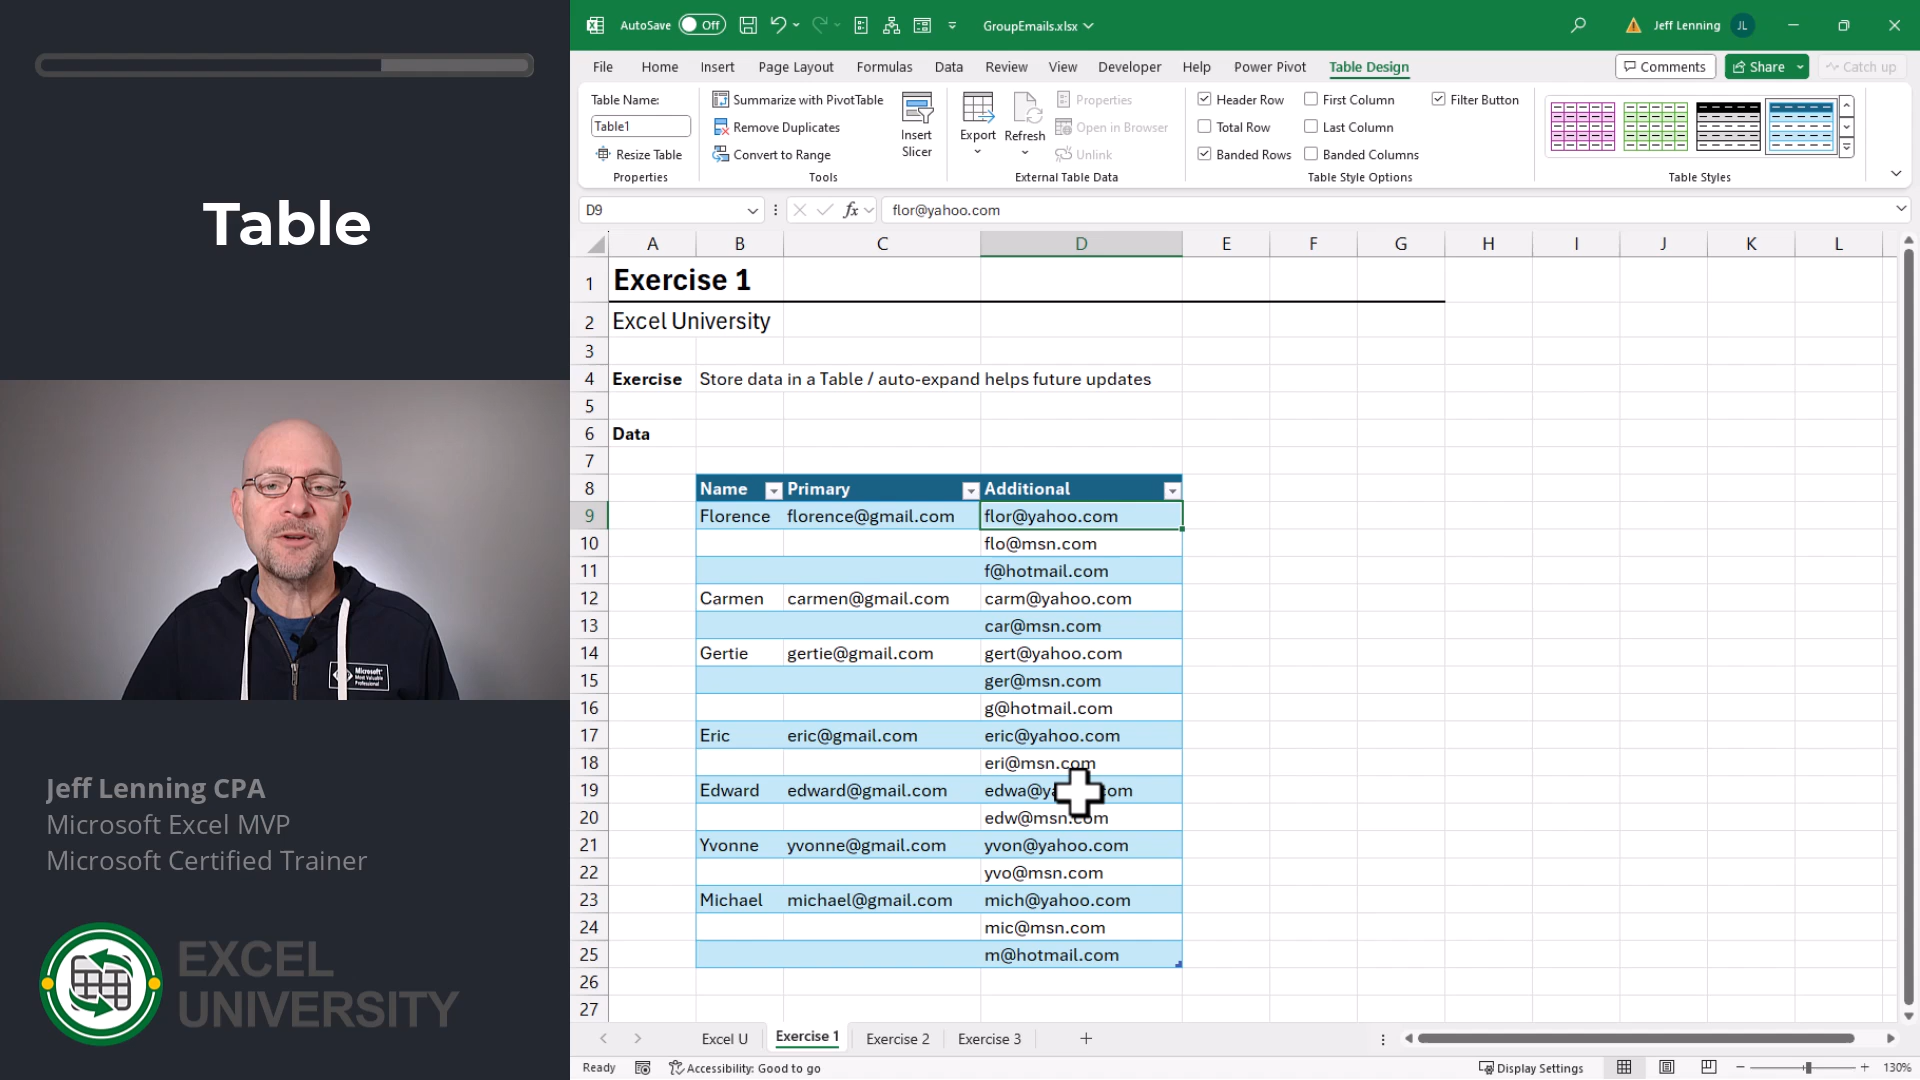 Table
Microsoft
Most Valuable
Professional
Jeff Lenning CPA
Microsoft Excel MVP
Microsoft Certified Trainer
EXCEL
UNIVERSITY
AutoSave Off GroupEmails.xlsx Jeff Lenning JL
File Home Insert Page Layout Formulas Data Review View Developer Help Power Pivot Table Design Comments Share Catch up
Table Name:
Table1
Resize Table
Properties
Summarize with PivotTable
Remove Duplicates
Convert to Range
Tools
Insert
Slicer
Export
Refresh
Properties
Open in Browser
Unlink
External Table Data
Header Row First Column Filter Button
Total Row Last Column
Banded Rows Banded Columns
Table Style Options
Table Styles
D9 fx flor@yahoo.com
A B C D E F G H I J K L
1 Exercise 1
2 Excel University
3
4 Exercise Store data in a Table / auto-expand helps future updates
5
6 Data
7
8 Name Primary Additional
9 Florence florence@gmail.com flor@yahoo.com
10 flo@msn.com
11 f@hotmail.com
12 Carmen carmen@gmail.com carm@yahoo.com
13 car@msn.com
14 Gertie gertie@gmail.com gert@yahoo.com
15 ger@msn.com
16 g@hotmail.com
17 Eric eric@gmail.com eric@yahoo.com
18 eri@msn.com
19 Edward edward@gmail.com
20 edw@msn.com
21 Yvonne yvonne@gmail.com yvon@yahoo.com
22 yvo@msn.com
23 Michael michael@gmail.com mich@yahoo.com
24 mic@msn.com
25 m@hotmail.com
26
27
Excel U Exercise 1 Exercise 2 Exercise 3
Ready Accessibility: Good to go Display Settings 130%